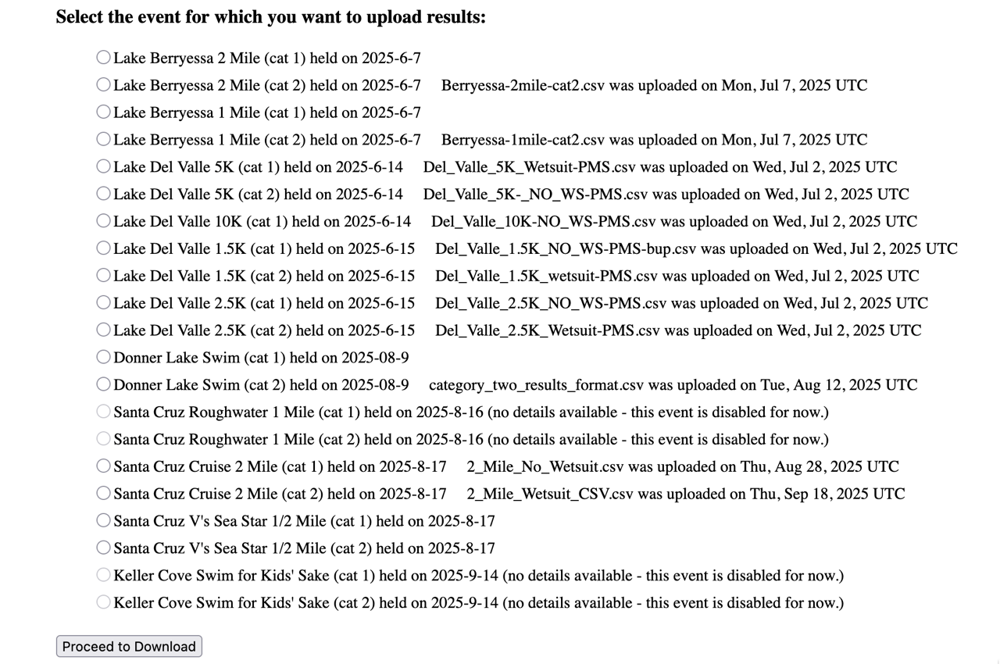 Select the event for which you want to upload results:
Lake Berryessa 2 Mile (cat 1) held on 2025-6-7
Lake Berryessa 2 Mile (cat 2) held on 2025-6-7 Berryessa-2mile-cat2.csv was uploaded on Mon, Jul 7, 2025 UTC
Lake Berryessa 1 Mile (cat 1) held on 2025-6-7
Lake Berryessa 1 Mile (cat 2) held on 2025-6-7 Berryessa-1mile-cat2.csv was uploaded on Mon, Jul 7, 2025 UTC
Lake Del Valle 5K (cat 1) held on 2025-6-14 Del_Valle_5K_Wetsuit-PMS.csv was uploaded on Wed, Jul 2, 2025 UTC
Lake Del Valle 5K (cat 2) held on 2025-6-14 Del_Valle_5K-_NO_WS-PMS.csv was uploaded on Wed, Jul 2, 2025 UTC
Lake Del Valle 10K (cat 1) held on 2025-6-14 Del_Valle_10K-NO_WS-PMS.csv was uploaded on Wed, Jul 2, 2025 UTC
Lake Del Valle 1.5K (cat 1) held on 2025-6-15 Del_Valle_1.5K_NO_WS-PMS-bup.csv was uploaded on Wed, Jul 2, 2025 UTC
Lake Del Valle 1.5K (cat 2) held on 2025-6-15 Del_Valle_1.5K_wetsuit-PMS.csv was uploaded on Wed, Jul 2, 2025 UTC
Lake Del Valle 2.5K (cat 1) held on 2025-6-15 Del_Valle_2.5K_NO_WS-PMS.csv was uploaded on Wed, Jul 2, 2025 UTC
Lake Del Valle 2.5K (cat 2) held on 2025-6-15 Del_Valle_2.5K_Wetsuit-PMS.csv was uploaded on Wed, Jul 2, 2025 UTC
Donner Lake Swim (cat 1) held on 2025-08-9
Donner Lake Swim (cat 2) held on 2025-08-9 category_two_results_format.csv was uploaded on Tue, Aug 12, 2025 UTC
Santa Cruz Roughwater 1 Mile (cat 1) held on 2025-8-16 (no details available - this event is disabled for now.)
Santa Cruz Roughwater 1 Mile (cat 2) held on 2025-8-16 (no details available - this event is disabled for now.)
Santa Cruz Cruise 2 Mile (cat 1) held on 2025-8-17 2_Mile_No_Wetsuit.csv was uploaded on Thu, Aug 28, 2025 UTC
Santa Cruz Cruise 2 Mile (cat 2) held on 2025-8-17 2_Mile_Wetsuit_CSV.csv was uploaded on Thu, Sep 18, 2025 UTC
Santa Cruz V's Sea Star 1/2 Mile (cat 1) held on 2025-8-17
Santa Cruz V's Sea Star 1/2 Mile (cat 2) held on 2025-8-17
Keller Cove Swim for Kids' Sake (cat 1) held on 2025-9-14 (no details available - this event is disabled for now.)
Keller Cove Swim for Kids' Sake (cat 2) held on 2025-9-14 (no details available - this event is disabled for now.)
Proceed to Download